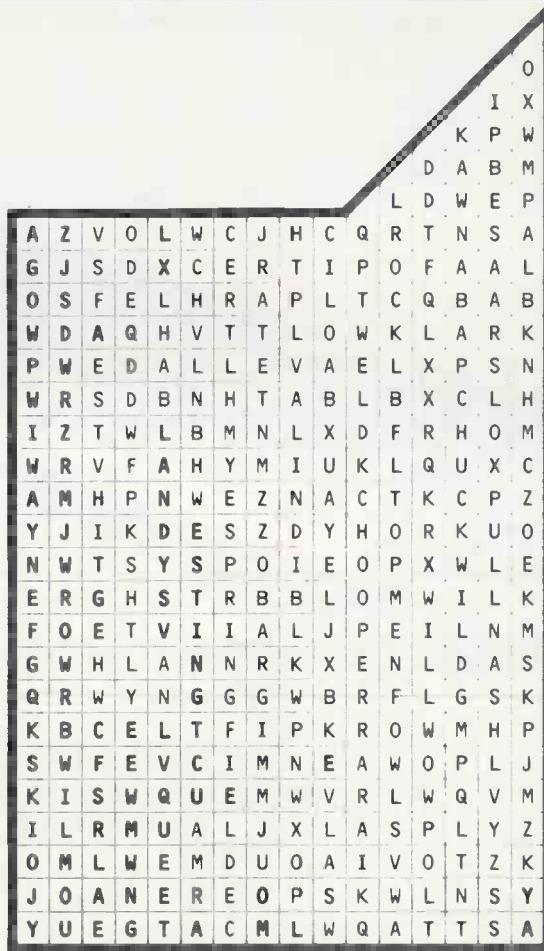 O
I X
K P W
D A B M
L D W E P
A Z V O L W C J H C Q R T N S A
G J S D X C E R T I P O F A A L
O S F E L H R A P L T C Q B A B
W D A Q H V T T L O W K L A R K
P W E D A L L E V A E L X P S N
W R S D B N H T A B L B X C L H
I Z T W L B M N L X D F R H O M
W R V F A H Y M I U K L Q U X C
A M H P N W E Z N A C T K C P Z
Y J I K D E S Z D Y H O R K U O
N W T S Y S P O I E O P X W L E
E R G H S T R B B L O M W I L K
F O E T V I I A L J P E I L N M
G W H L A N N R K X E N L D A S
Q R W Y N G G G W B R F L G S K
K B C E L T F I P K R O W M H P
S W F E V C I M N E A W O P L J
K I S W Q U E M W V R L W Q V M
I L R M U A L J X L A S P L Y Z
O M L W E M D U O A I V O T Z K
J O A N E R E O P S K W L N S Y
Y U E G T A C M L W Q A T T S A